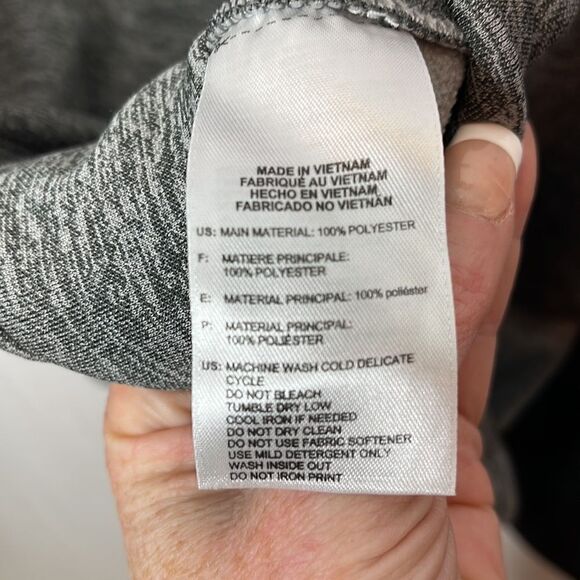 MADE IN VIETNAM
FABRIQUÉ AU VIETNAM
HECHO EN VIETNAM
FABRICADO NO VIETNÁN
US: MAIN MATERIAL: 100% POLYESTER
F: MATIERE PRINCIPALE:
100% POLYESTER
E: MATERIAL PRINCIPAL: 100% poliéster
P: MATERIAL PRINCIPAL:
100% POLIÉSTER
US: MACHINE WASH COLD DELICATE
CYCLE
DO NOT BLEACH
TUMBLE DRY LOW
COOL IRON IF NEEDED
DO NOT DRY CLEAN
DO NOT USE FABRIC SOFTENER
USE MILD DETERGENT ONLY
WASH INSIDE OUT
DO NOT IRON PRINT